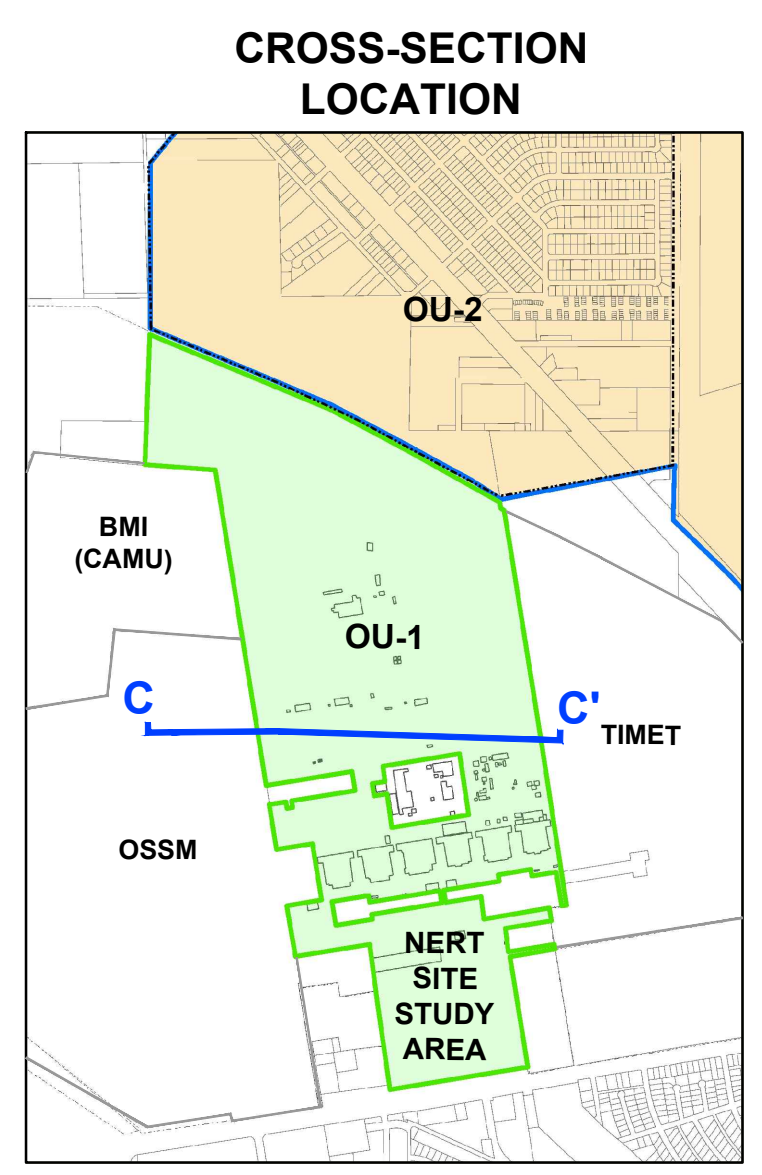 CROSS-SECTION
LOCATION
OU-2
BMI
(CAMU)
OU-1
C
C'
TIMET
OSSM
NERT
SITE
STUDY
AREA